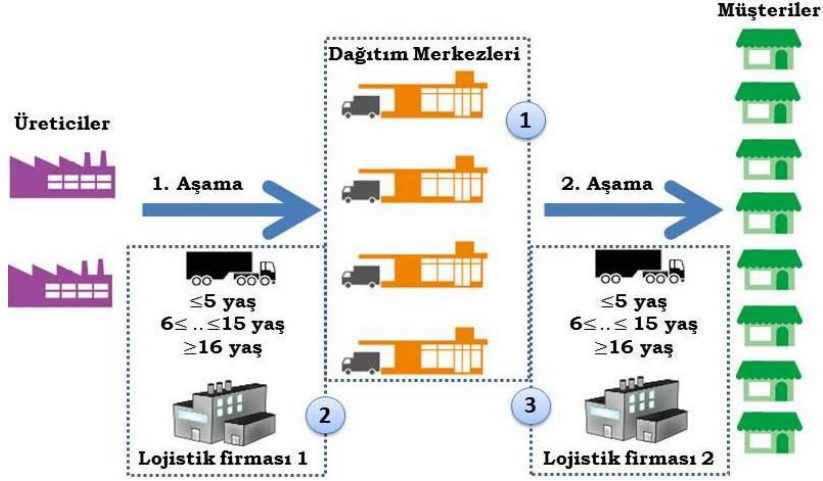 Müşteriler
Dağıtım Merkezleri
1
Üreticiler
1. Aşama
2. Aşama
≤5 yaş
6≤ ..≤15 yaş
≥16 yaş
2
Lojistik firması 1
≤5 yaş
6≤..≤ 15 yaş
≥16 yaş
3
Lojistik firması 2